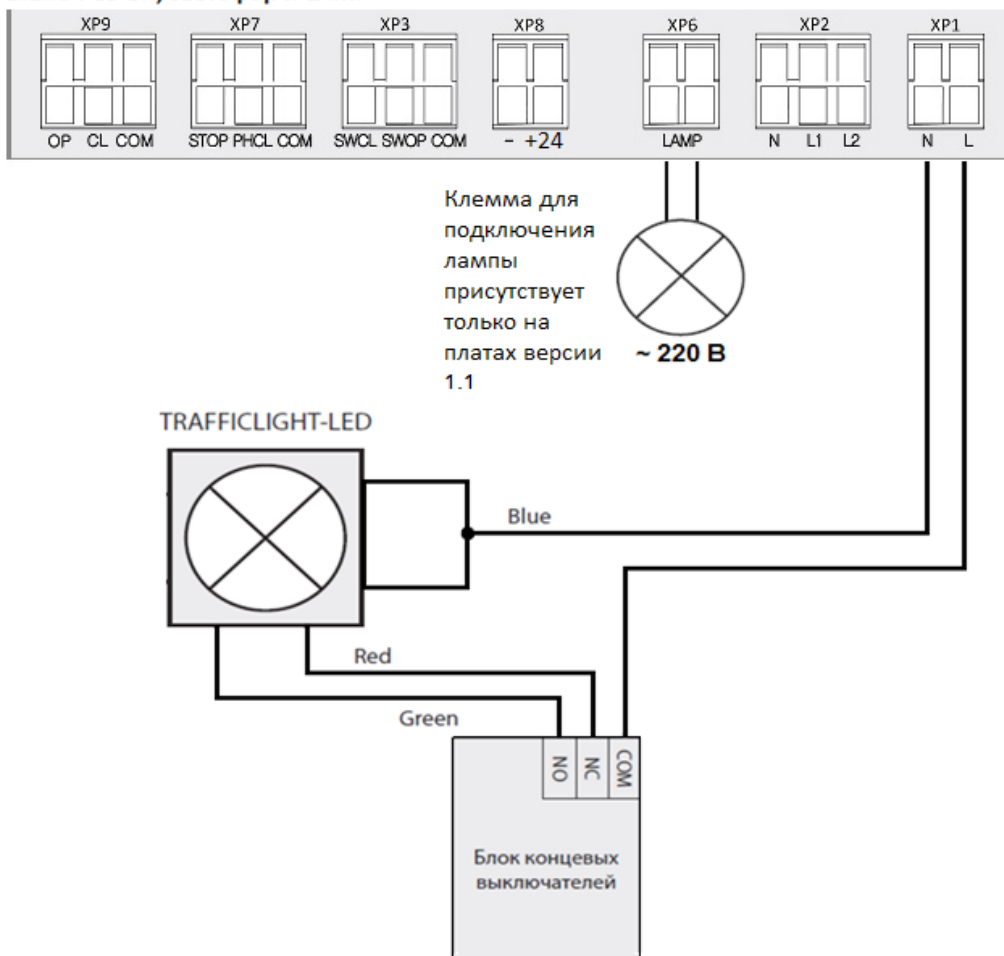 XP9 XP7 XP3 XP8 XP6 XP2 XP1
OP CL COM STOP PHCL COM SWCL SWOP COM - +24 LAMP N L1 L2 N L
Клемма для
подключения
лампы
присутствует
только на
платах версии
1.1
~ 220 В
TRAFFICLIGHT-LED
Blue
Red
Green
NO NC COM
Блок концевых
выключателей